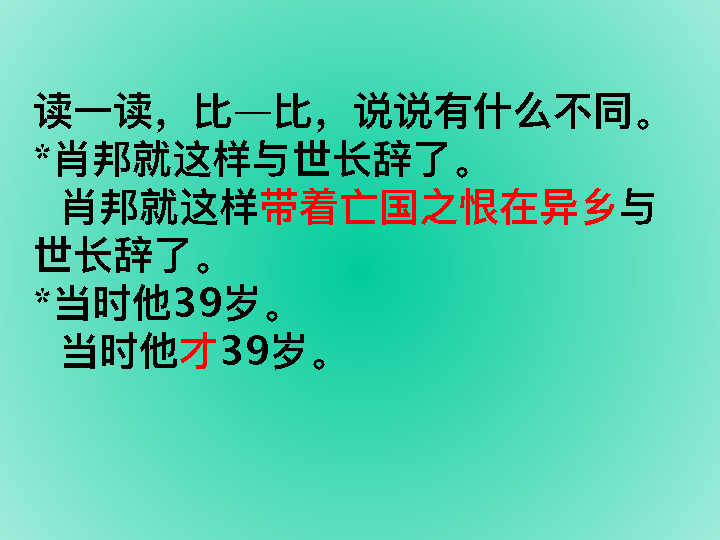 读一读，比—比，说说有什么不同。
*肖邦就这样与世长辞了。
肖邦就这样带着亡国之恨在异乡与
世长辞了。
*当时他39岁。
当时他才39岁。